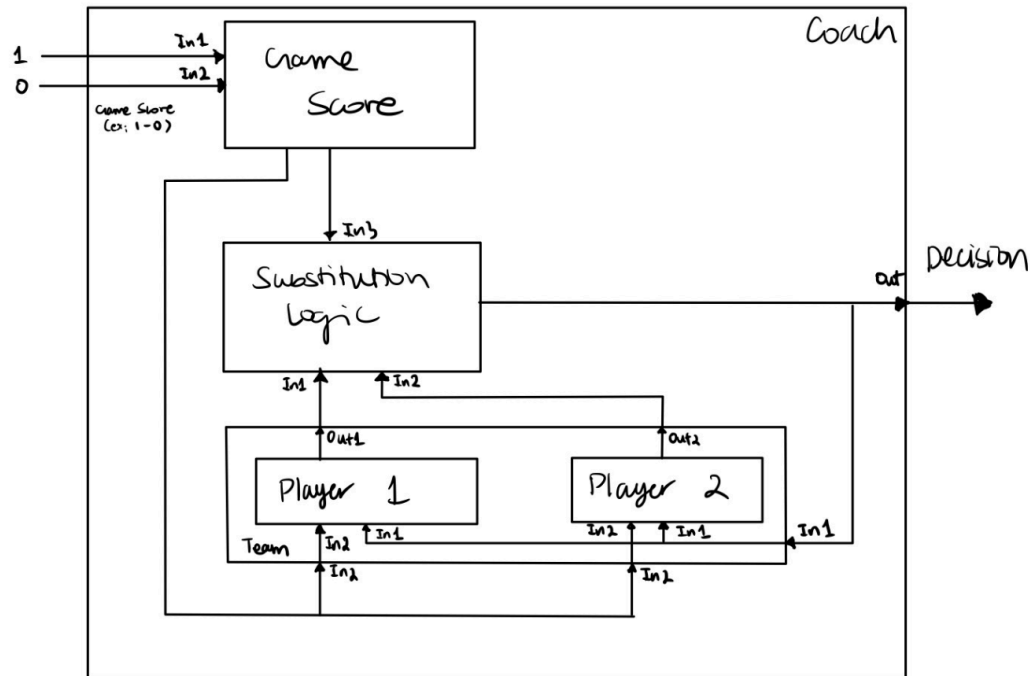 Coach
1
In1
0
In2
Game Score
(ex: 1-0)
Game
Score
In3
Substitution
Logic
Out
Decision
In1
In2
Out1
Out2
Player 1
Player 2
In2
In1
In2
In1
In1
Team
In2
In2